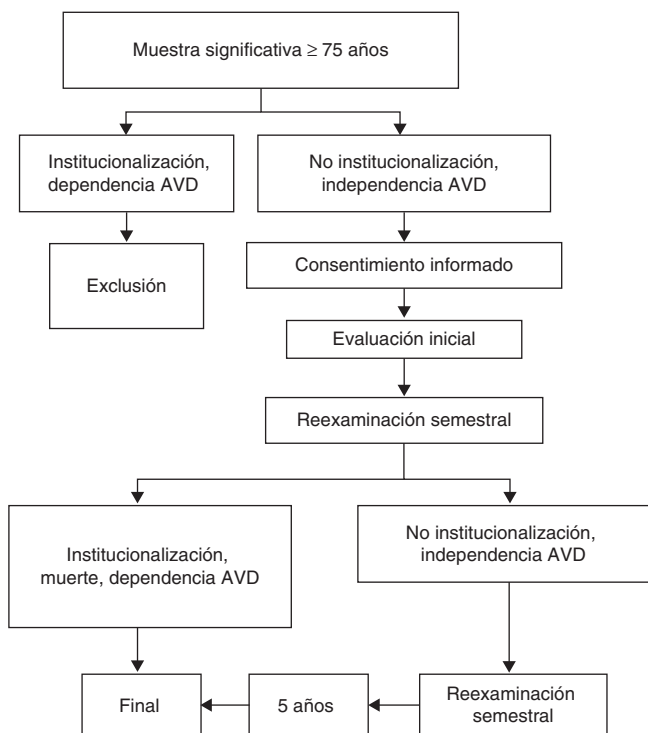 Muestra significativa ≥ 75 años
Institucionalización,
dependencia AVD
No institucionalización,
independencia AVD
Exclusión
Consentimiento informado
Evaluación inicial
Reexaminación semestral
Institucionalización,
muerte, dependencia AVD
No institucionalización,
independencia AVD
Final
5 años
Reexaminación
semestral